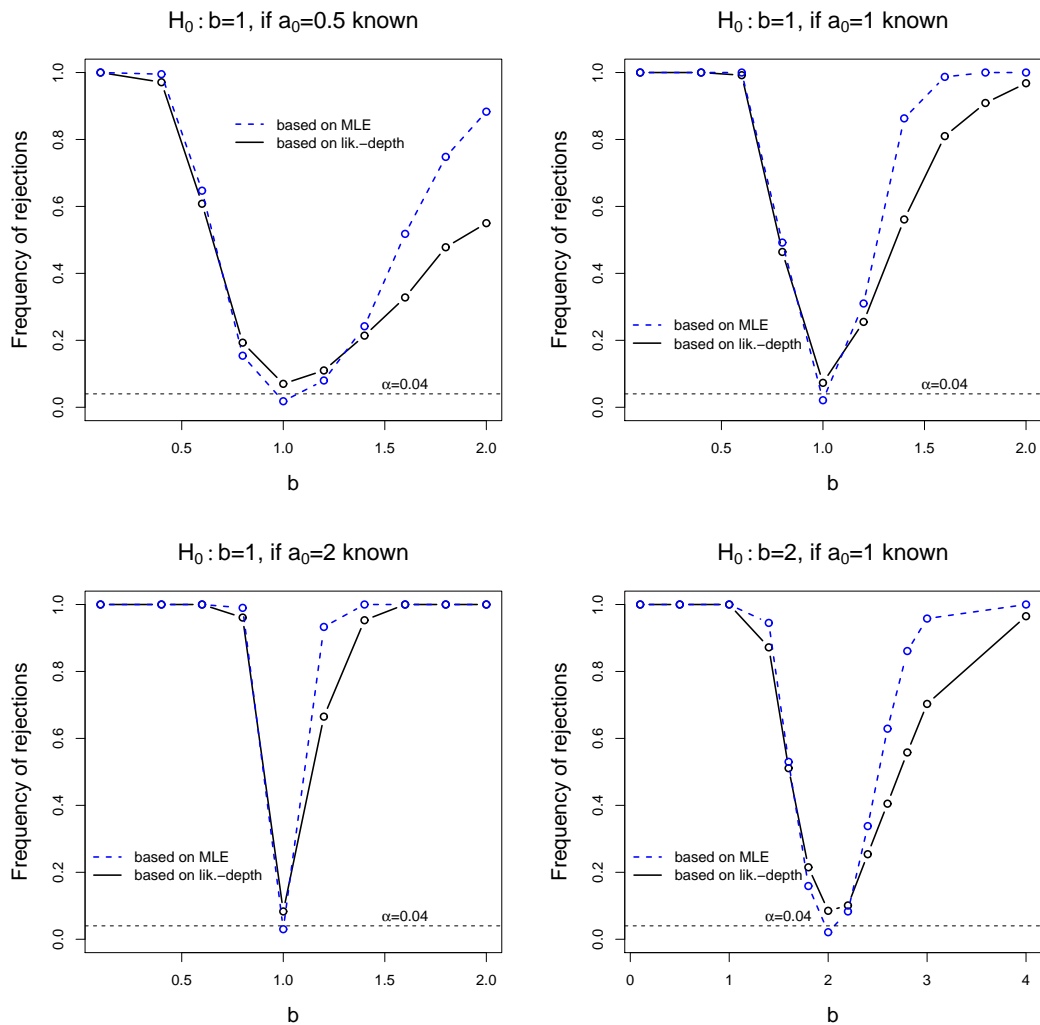 H₀ : b=1, if a₀=0.5 known
Frequency of rejections
1.0
0.8
0.6
0.4
0.2
0.0
based on MLE
based on lik.−depth
α=0.04
0.5 1.0 1.5 2.0
b
H₀ : b=1, if a₀=1 known
Frequency of rejections
1.0
0.8
0.6
0.4
0.2
0.0
based on MLE
based on lik.−depth
α=0.04
0.5 1.0 1.5 2.0
b
H₀ : b=1, if a₀=2 known
Frequency of rejections
1.0
0.8
0.6
0.4
0.2
0.0
based on MLE
based on lik.−depth
α=0.04
0.5 1.0 1.5 2.0
b
H₀ : b=2, if a₀=1 known
Frequency of rejections
1.0
0.8
0.6
0.4
0.2
0.0
based on MLE
based on lik.−depth
α=0.04
0 1 2 3 4
b